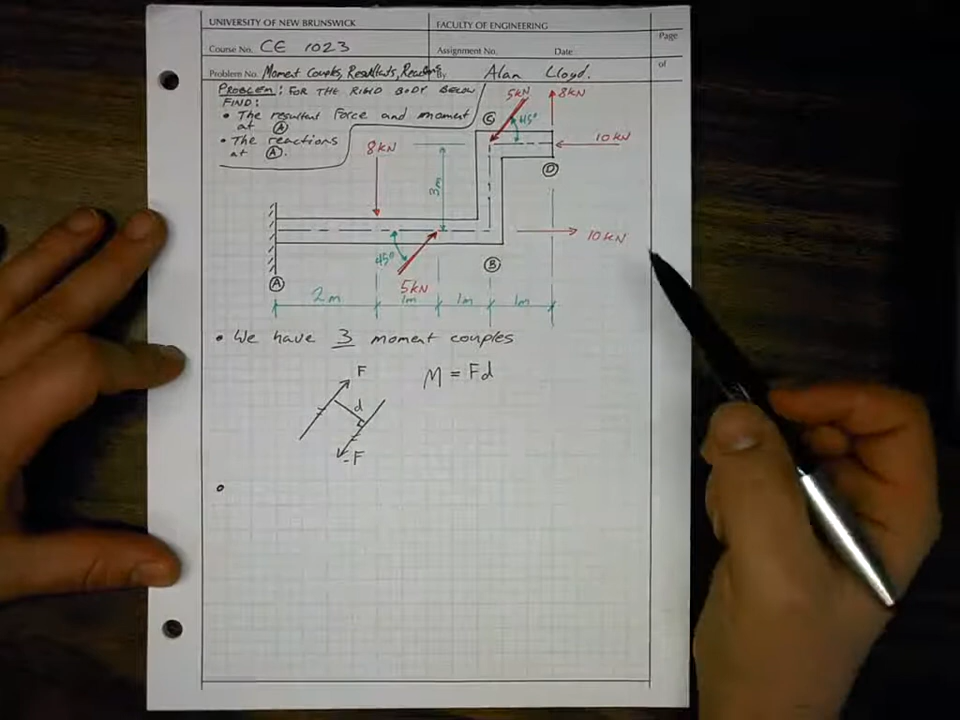 UNIVERSITY OF NEW BRUNSWICK FACULTY OF ENGINEERING Page
Course No. CE 1023 Assignment No. Date
of
Problem No. Moment Couples, Resultants, Reactions By Alan Lloyd.
PROBLEM: FOR THE RIGID BODY BELOW
FIND:
• The resultent Force and moment
at A
• The reactions
at A.
5kN 8kN
C 45°
10 kN
8kN
D
3m
10kN
45°
B
A
5kN
2m 1m 1m 1m
• We have 3 moment couples
F M = Fd
d
-F